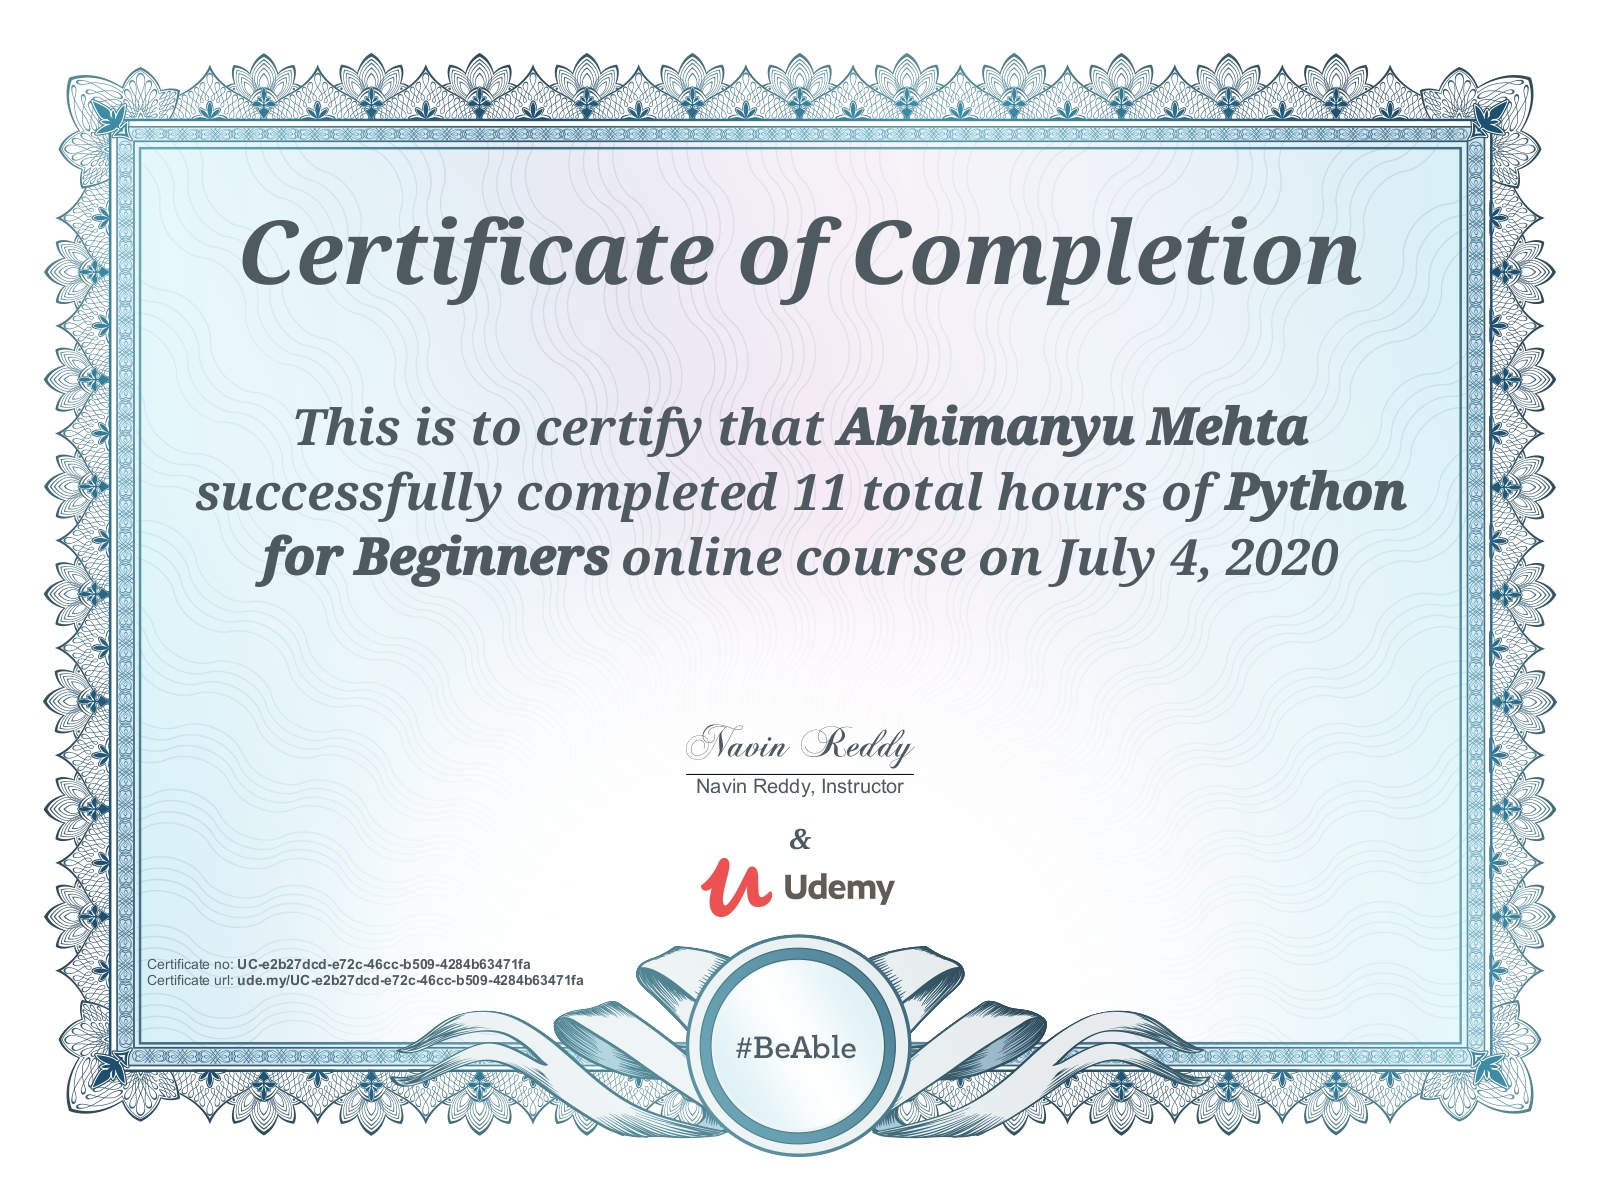 Certificate of Completion
This is to certify that Abhimanyu Mehta
successfully completed 11 total hours of Python
for Beginners online course on July 4, 2020
Navin Reddy
Navin Reddy, Instructor
&
Udemy
Certificate no: UC-e2b27dcd-e72c-46cc-b509-4284b63471fa
Certificate url: ude.my/UC-e2b27dcd-e72c-46cc-b509-4284b63471fa
#BeAble